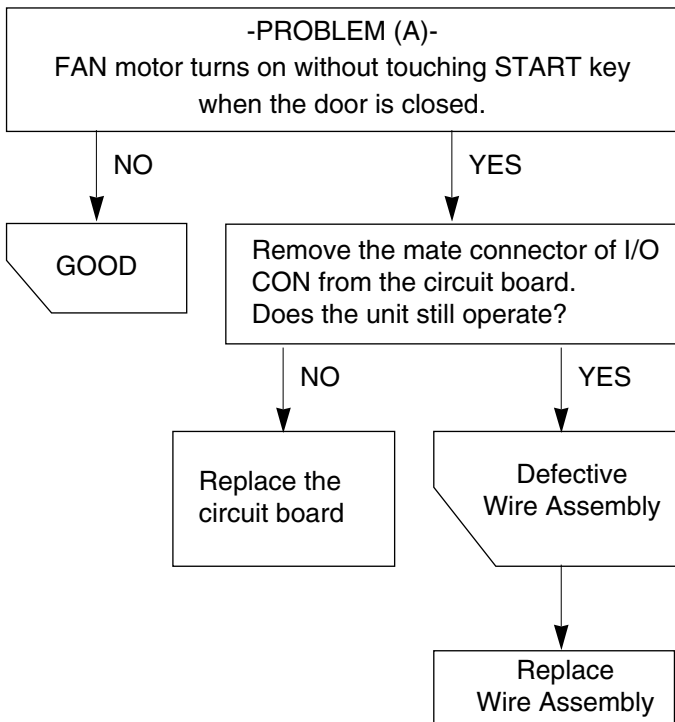 -PROBLEM (A)-
FAN motor turns on without touching START key
when the door is closed.
NO
YES
GOOD
Remove the mate connector of I/O
CON from the circuit board.
Does the unit still operate?
NO
YES
Replace the
circuit board
Defective
Wire Assembly
Replace
Wire Assembly